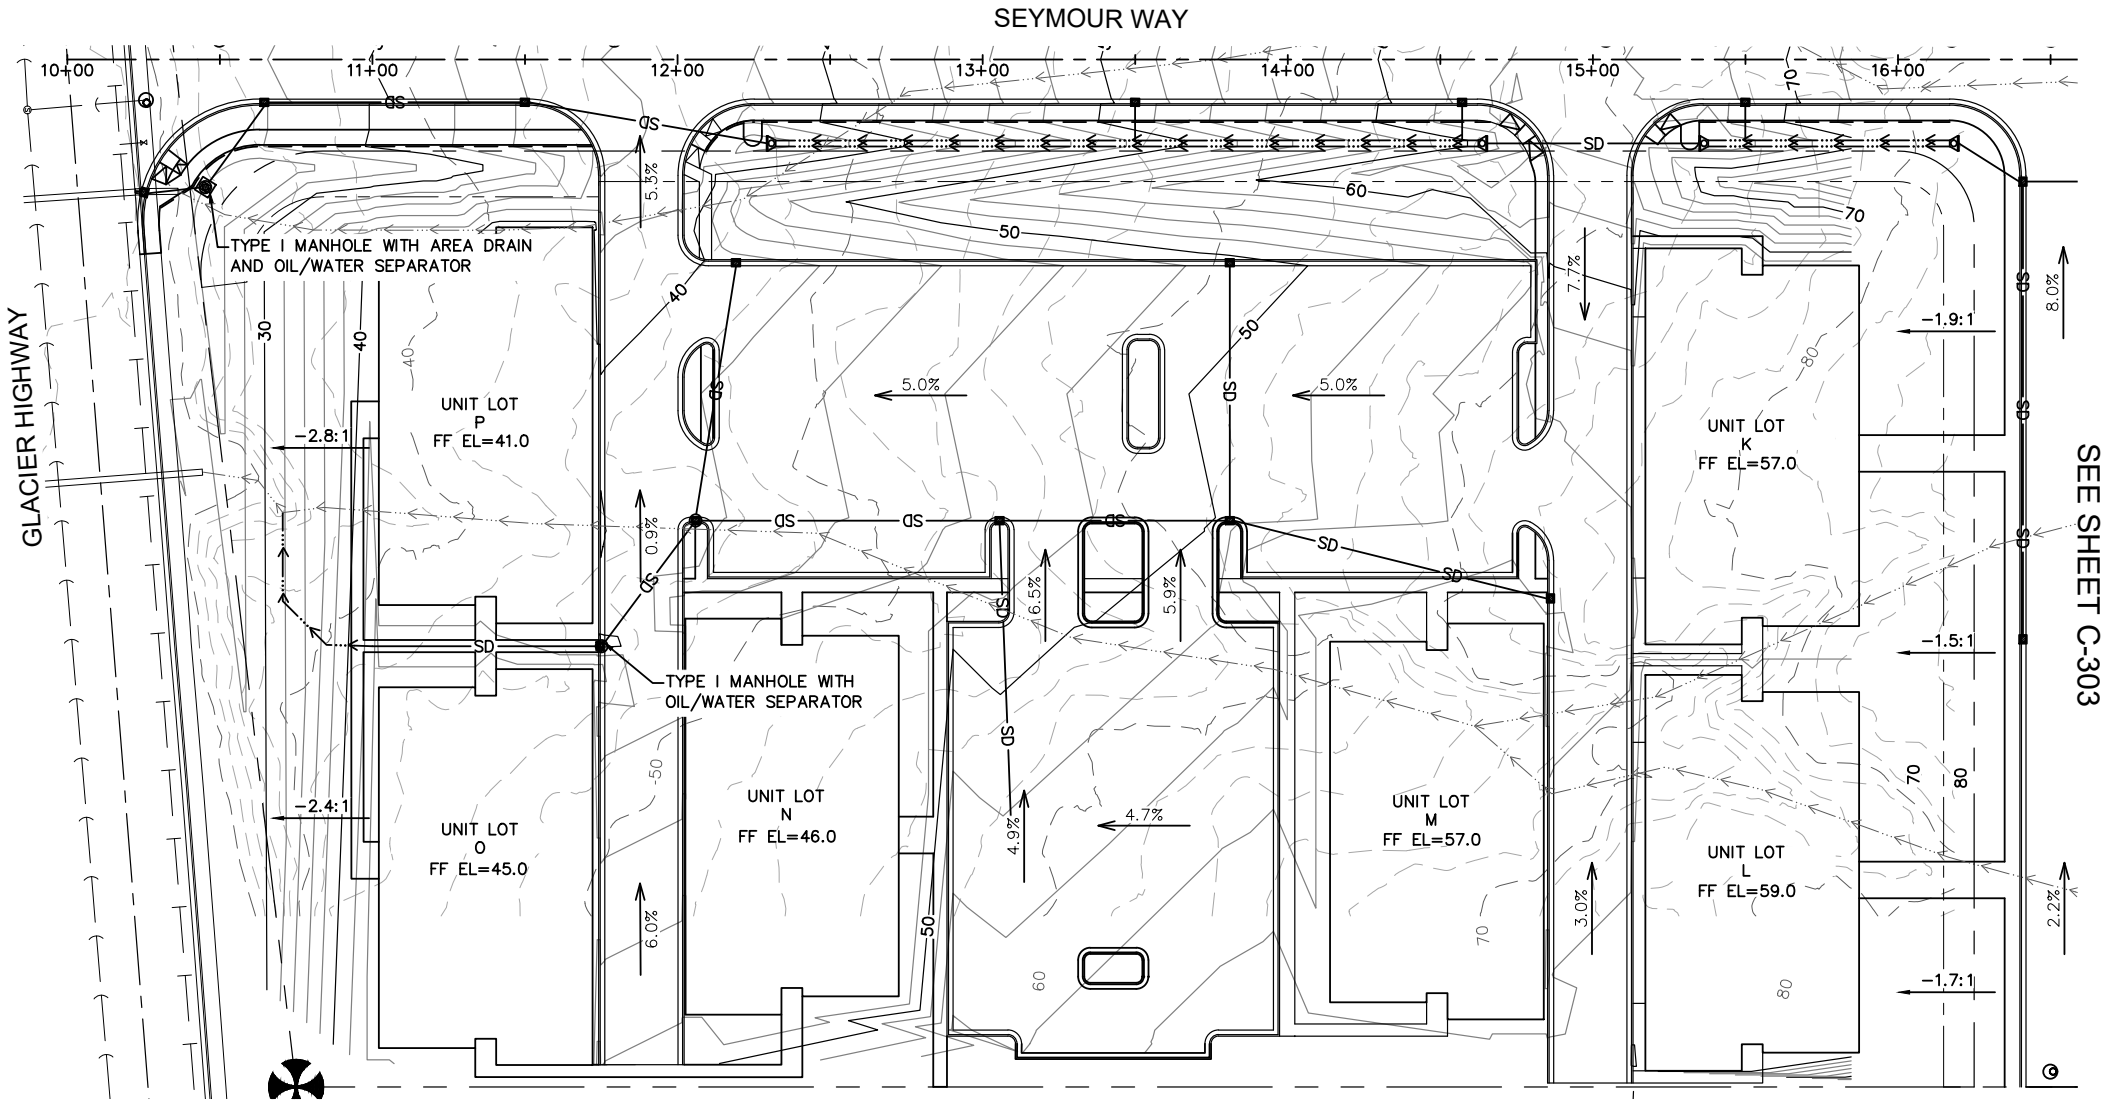 SEYMOUR WAY
10+00
11+00
12+00
13+00
14+00
15+00
16+00
70
SD
SD
SD
5.3%
60
70
50
TYPE I MANHOLE WITH AREA DRAIN
AND OIL/WATER SEPARATOR
7.7%
SD
8.0%
40
30
40
40
50
-1.9:1
GLACIER HIGHWAY
SD
5.0%
SD
5.0%
80
SD
UNIT LOT
P
FF EL=41.0
-2.8:1
UNIT LOT
K
FF EL=57.0
SEE SHEET C-303
0.9%
SD
SD
SD
SD
SD
SD
SD
SD
6.5%
5.9%
SD
-1.5:1
TYPE I MANHOLE WITH
OIL/WATER SEPARATOR
SD
50
70
80
-2.4:1
UNIT LOT
O
FF EL=45.0
UNIT LOT
N
FF EL=46.0
4.9%
4.7%
UNIT LOT
M
FF EL=57.0
UNIT LOT
L
FF EL=59.0
6.0%
50
60
70
3.0%
80
2.2%
-1.7:1